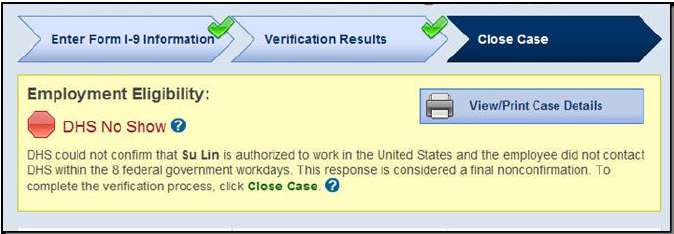 Enter Form I-9 Information
Verification Results
Close Case
Employment Eligibility:
View/Print Case Details
DHS No Show ?
DHS could not confirm that Su Lin is authorized to work in the United States and the employee did not contact
DHS within the 8 federal government workdays. This response is considered a final nonconfirmation. To
complete the verification process, click Close Case. ?